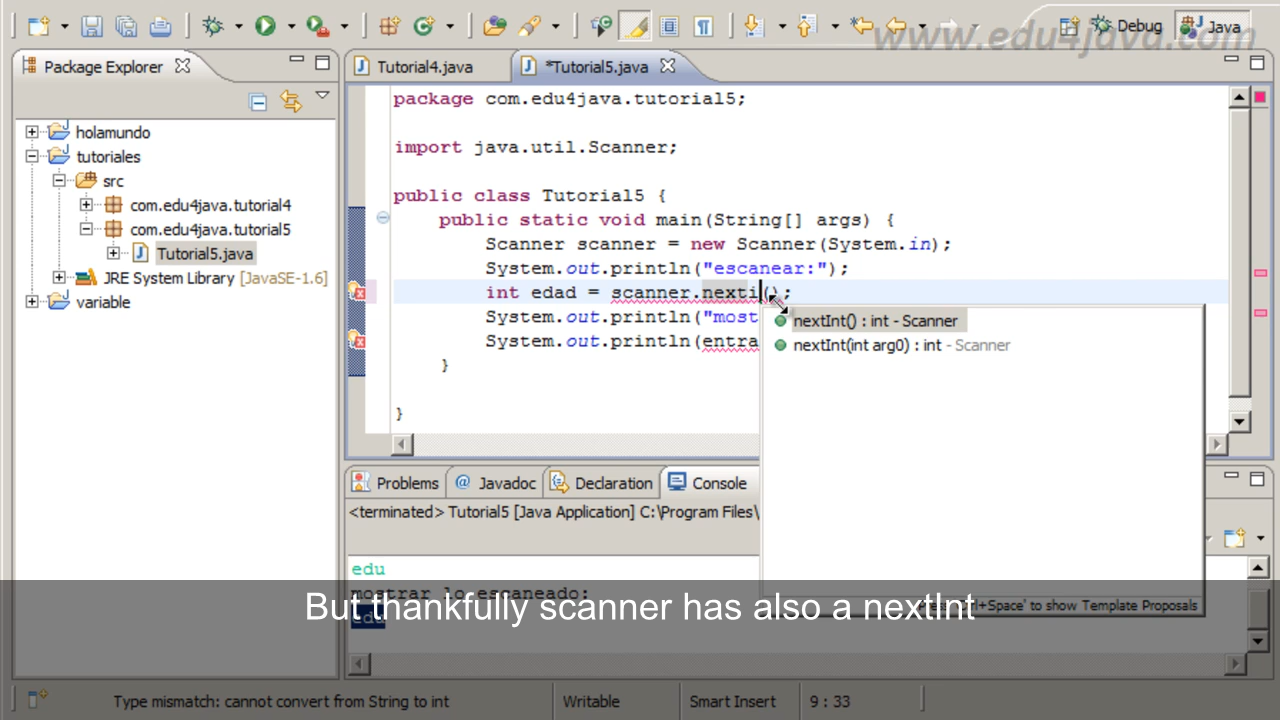 Debug
Java
www.edu4java.com
Package Explorer
holamundo
tutoriales
src
com.edu4java.tutorial4
com.edu4java.tutorial5
Tutorial5.java
JRE System Library [JavaSE-1.6]
variable
Tutorial4.java
*Tutorial5.java
package com.edu4java.tutorial5;
import java.util.Scanner;
public class Tutorial5 {
public static void main(String[] args) {
Scanner scanner = new Scanner(System.in);
System.out.println("escanear:");
int edad = scanner.nexti();
System.out.println("most
System.out.println(entra
}
}
nextInt() : int - Scanner
nextInt(int arg0) : int - Scanner
'Ctrl+Space' to show Template Proposals
Problems
Javadoc
Declaration
Console
<terminated> Tutorial5 [Java Application] C:\Program Files\
edu
mostrar lo escaneado:
edu
But thankfully scanner has also a nextInt
Type mismatch: cannot convert from String to int
Writable
Smart Insert
9 : 33